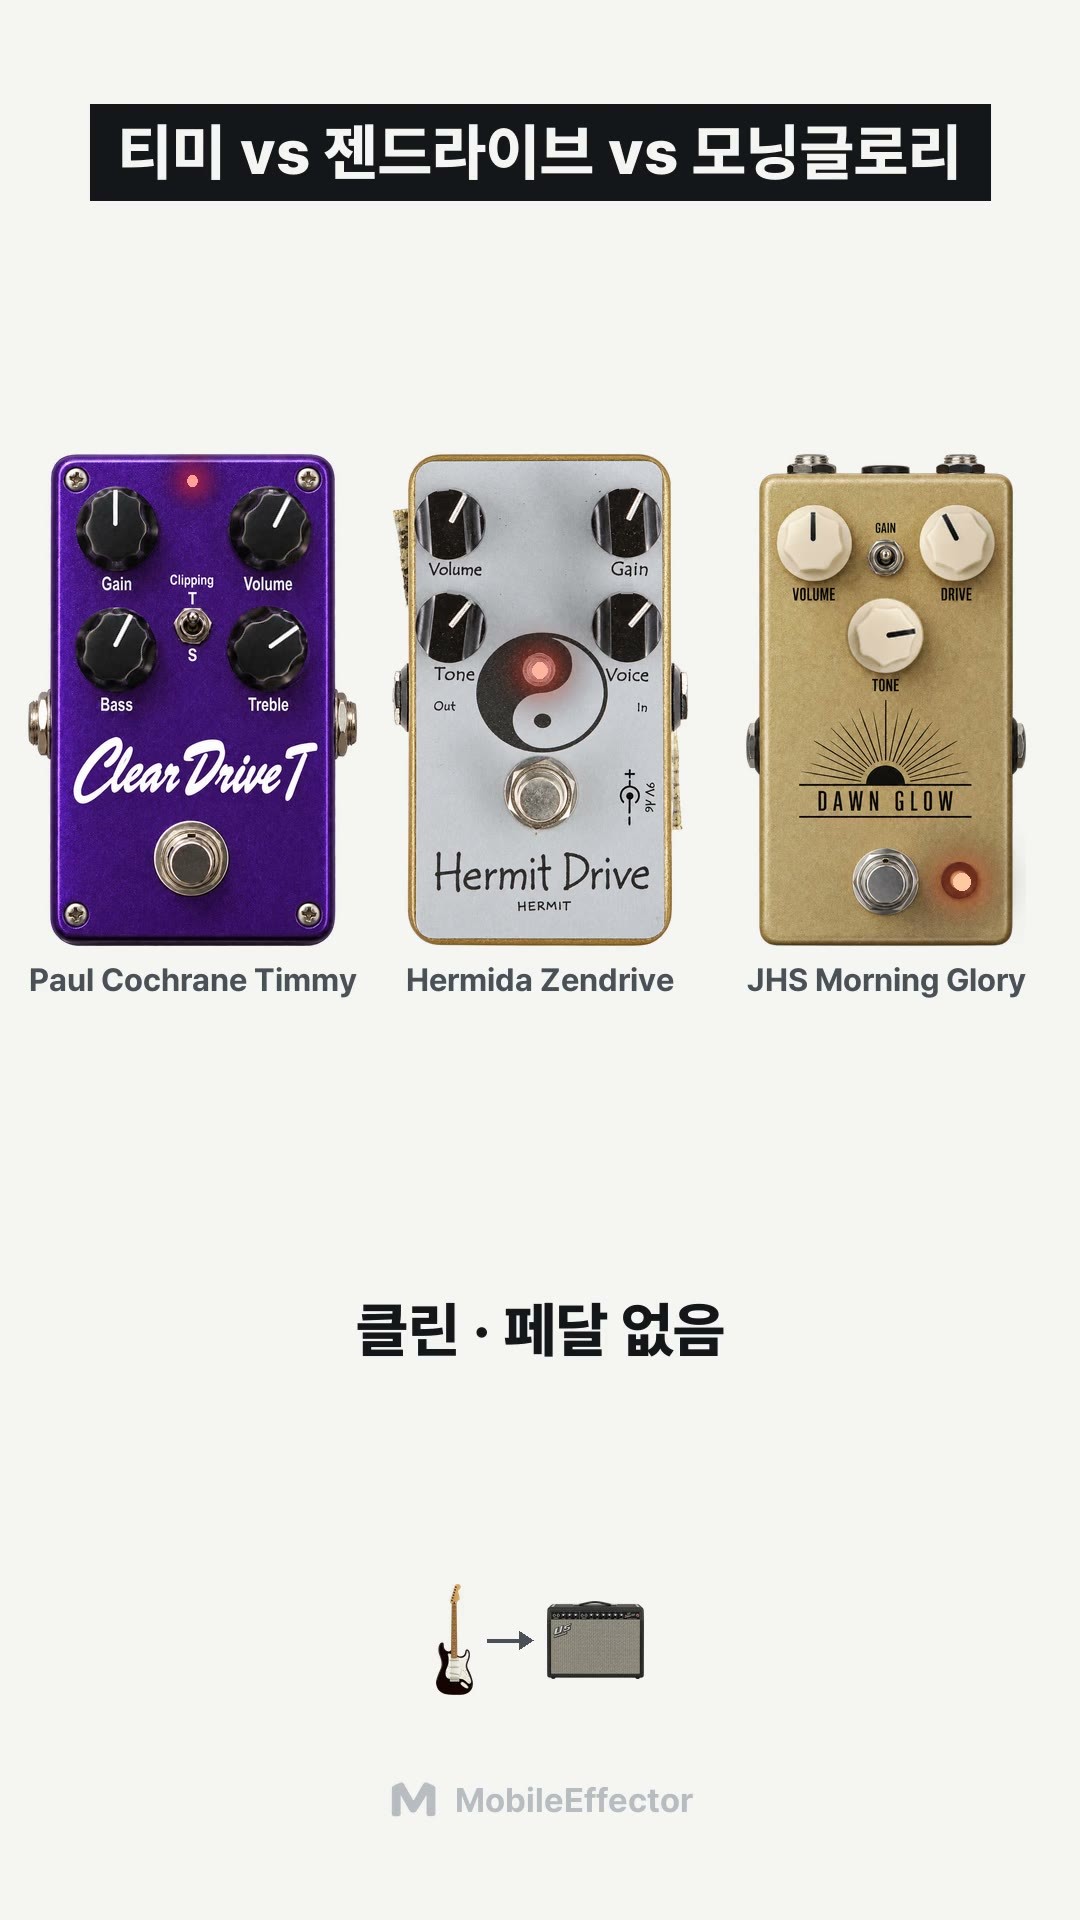 티미 vs 젠드라이브 vs 모닝글로리
Gain
Clipping
Volume
T
S
Bass
Treble
Clear Drive T
Volume
Gain
Tone
Voice
Out
In
+
9V
-
Hermit Drive
HERMIT
GAIN
VOLUME
DRIVE
TONE
DAWN GLOW
Paul Cochrane Timmy
Hermida Zendrive
JHS Morning Glory
클린 · 페달 없음
US
MobileEffector